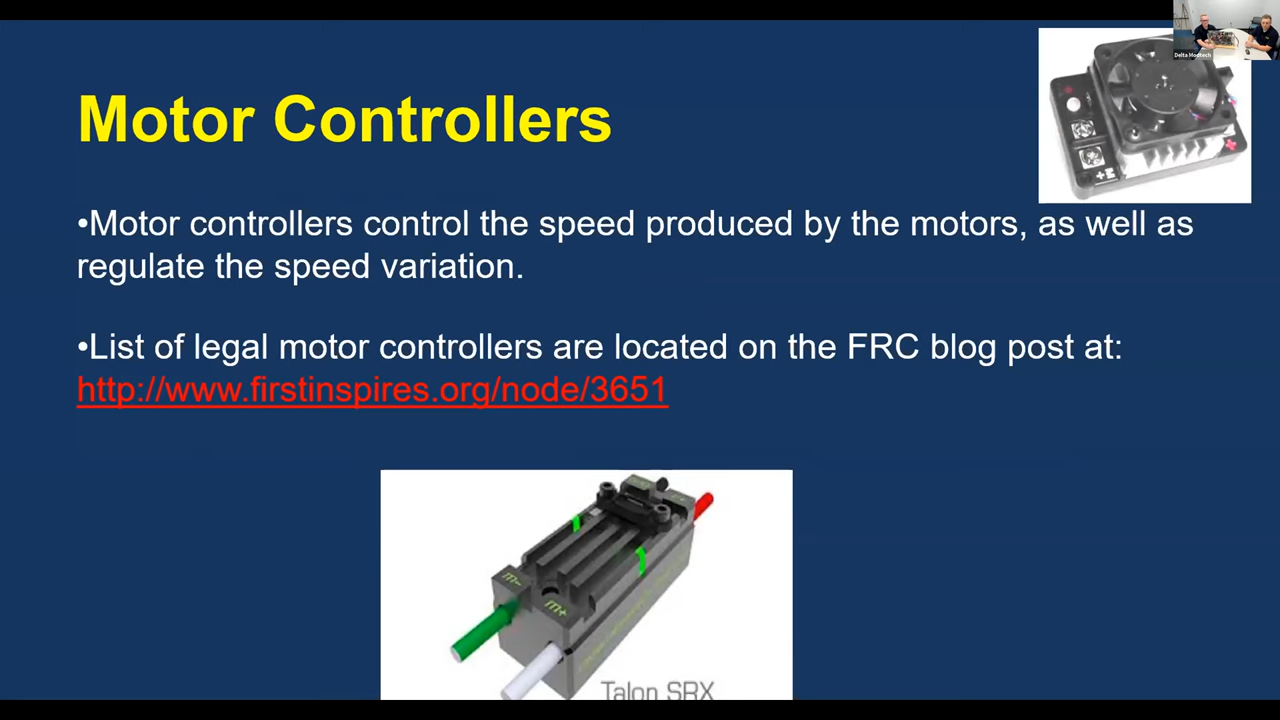 Delta Modtech
Motor Controllers
•Motor controllers control the speed produced by the motors, as well as
regulate the speed variation.
•List of legal motor controllers are located on the FRC blog post at:
http://www.firstinspires.org/node/3651
M+
m-
m+
Talon SRX